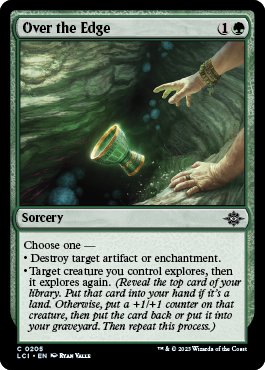 Over the Edge 1
Sorcery
Choose one —
• Destroy target artifact or enchantment.
• Target creature you control explores, then
it explores again. (Reveal the top card of your
library. Put that card into your hand if it's a
land. Otherwise, put a +1/+1 counter on that
creature, then put the card back or put it into
your graveyard. Then repeat this process.)
C 0205
LCI • EN Ryan Valle
™ & © 2023 Wizards of the Coast